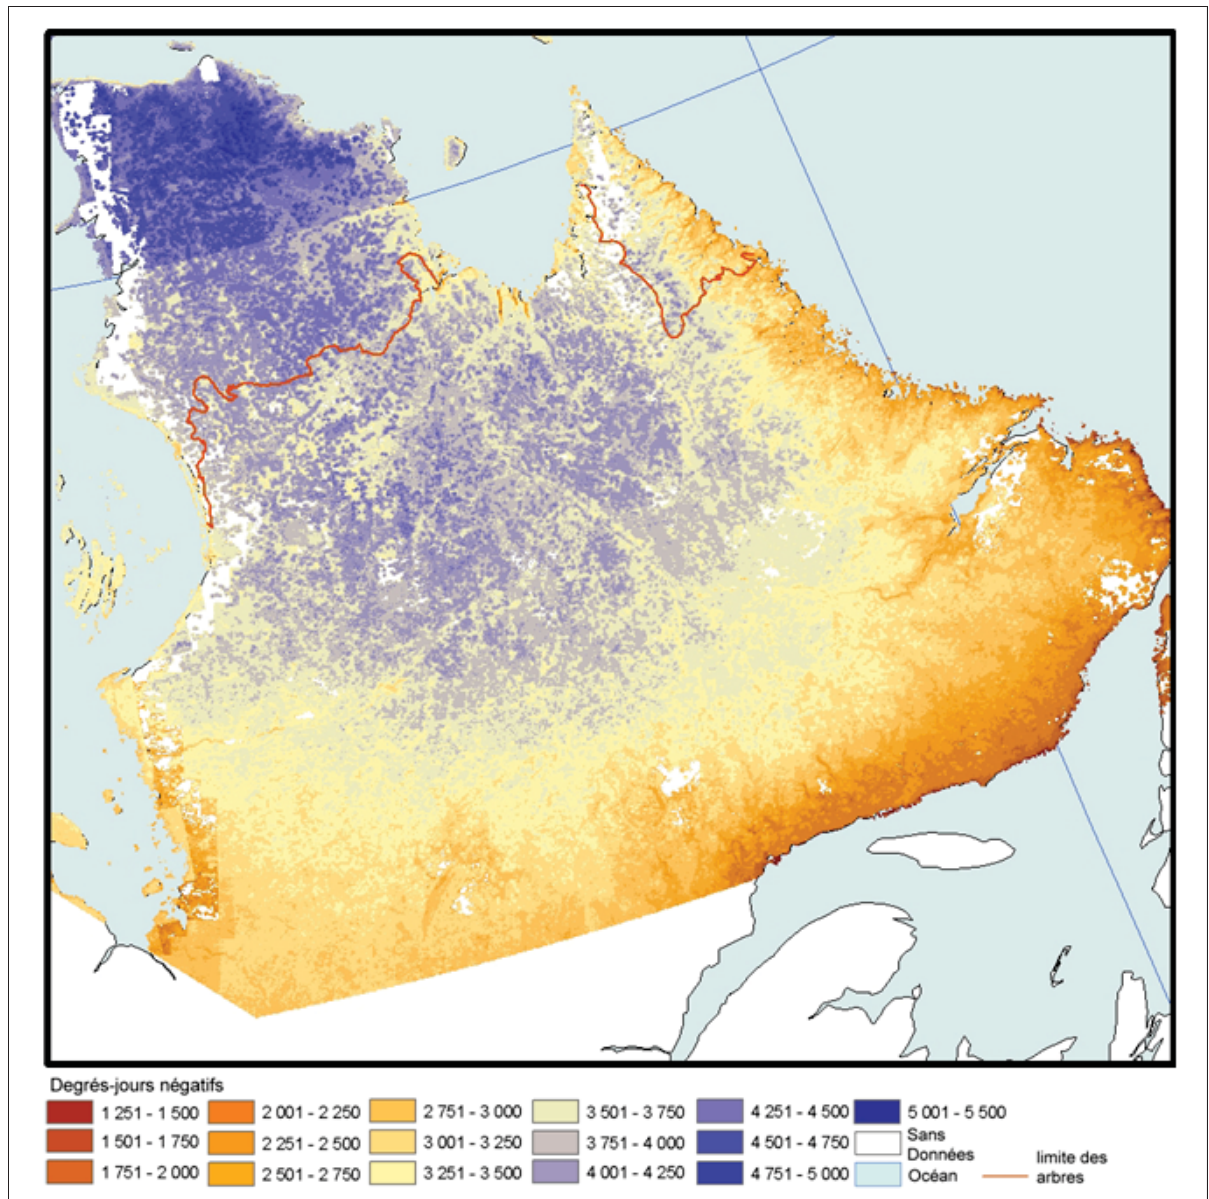 Degrés-jours négatifs
1 251 - 1 500
1 501 - 1 750
1 751 - 2 000
2 001 - 2 250
2 251 - 2 500
2 501 - 2 750
2 751 - 3 000
3 001 - 3 250
3 251 - 3 500
3 501 - 3 750
3 751 - 4 000
4 001 - 4 250
4 251 - 4 500
4 501 - 4 750
4 751 - 5 000
5 001 - 5 500
Sans
Données
Océan
limite des
arbres